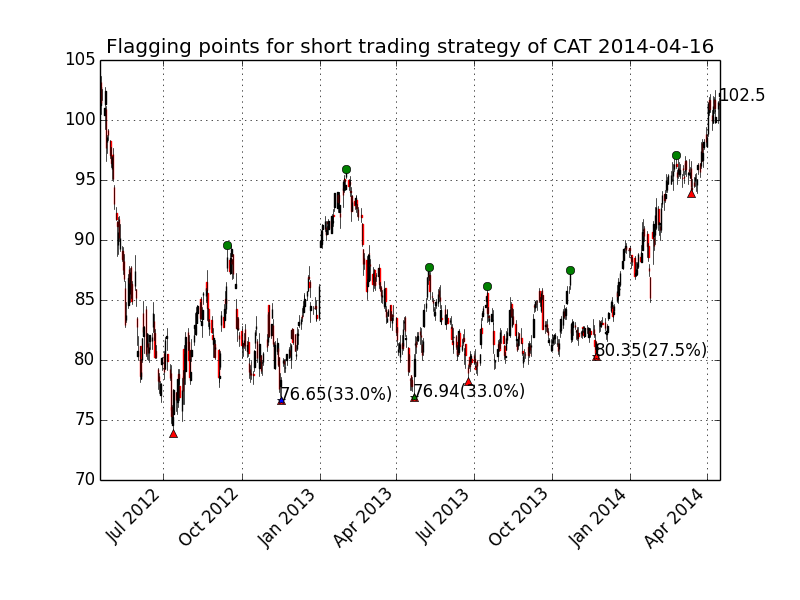 Flagging points for short trading strategy of CAT 2014-04-16
105
100
95
90
85
80
75
70
102.5
76.65(33.0%)
76.94(33.0%)
80.35(27.5%)
Jul 2012
Oct 2012
Jan 2013
Apr 2013
Jul 2013
Oct 2013
Jan 2014
Apr 2014